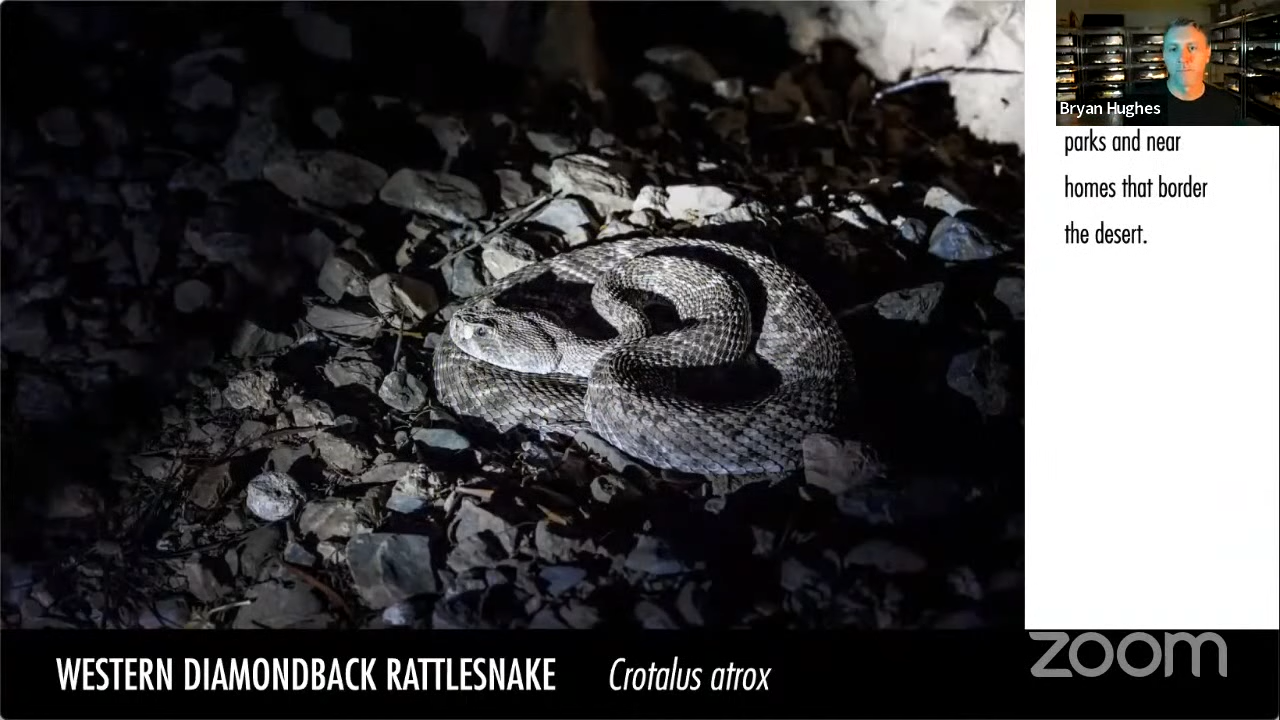 Bryan Hughes
parks and near
homes that border
the desert.
WESTERN DIAMONDBACK RATTLESNAKE Crotalus atrox
zoom